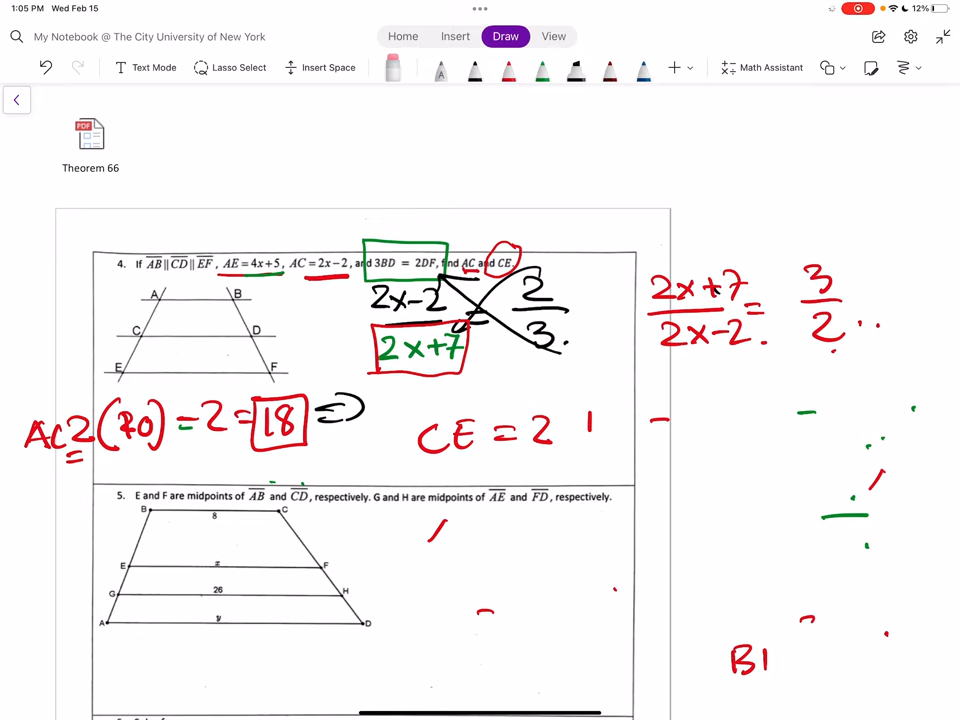 1:05 PM Wed Feb 15
12%
My Notebook @ The City University of New York
Home Insert Draw View
Text Mode Lasso Select Insert Space Math Assistant
PDF
Theorem 66
4. If AB || CD || EF, AE = 4x+5, AC = 2x−2, and 3BD = 2DF, find AC and CE.
A B
C D
E F
2x−2 = 2
2x+7 3.
2x+7 = 3
2x−2. 2
AC 2(20) = 2 = 18 ⇒
CE = 2 1
5. E and F are midpoints of AB and CD, respectively. G and H are midpoints of AE and FD, respectively.
B C
8
E x F
G 26 H
A y D